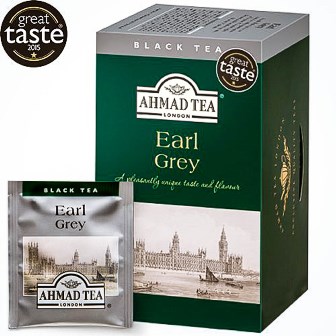 great
taste
2015
BLACK TEA
great
taste
2015
AHMAD TEA
LONDON
Earl
Grey
A pleasantly unique taste and flavour
BLACK TEA
Earl
Grey
AHMAD TEA
LONDON